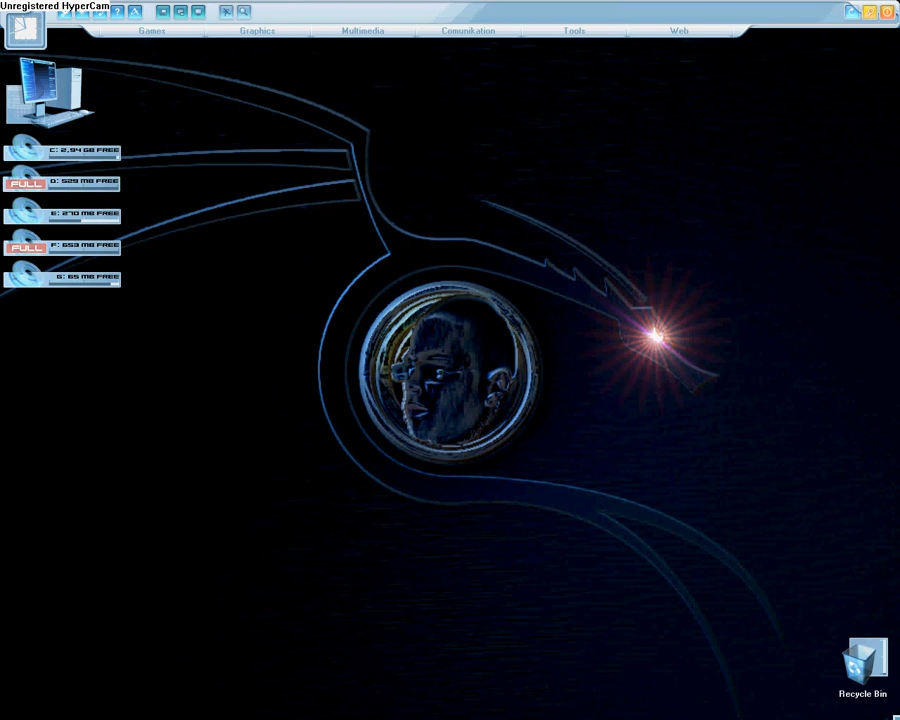 Unregistered HyperCam
? A
Games Graphics Multimedia Comunikation Tools Web
C: 2,94 GB FREE
FULL D: 529 MB FREE
E: 270 MB FREE
FULL F: 653 MB FREE
G: 65 MB FREE
Recycle Bin